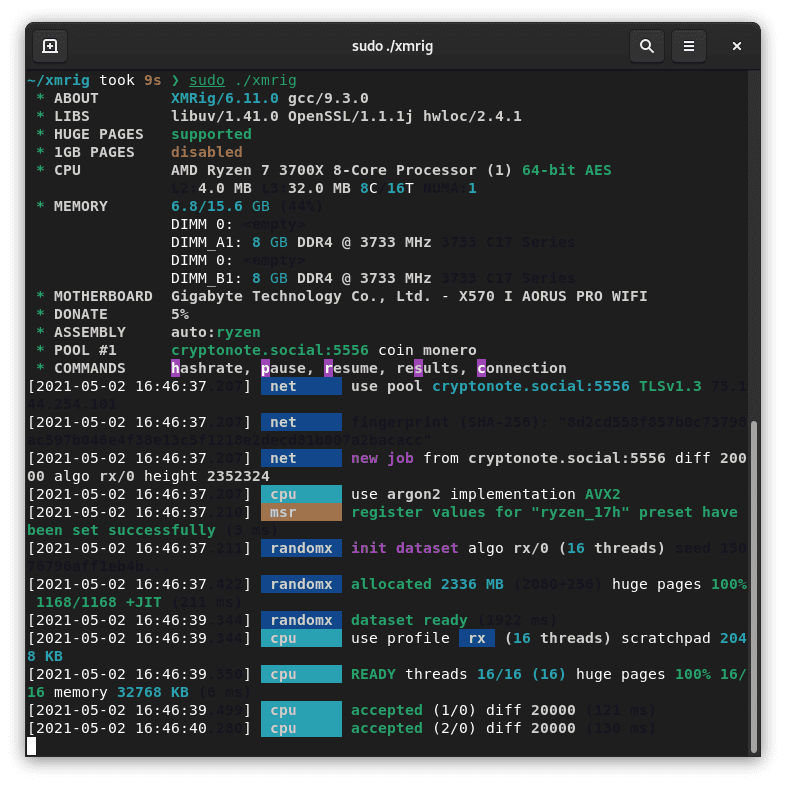 sudo ./xmrig
~/xmrig took 9s ❯ sudo ./xmrig
* ABOUT XMRig/6.11.0 gcc/9.3.0
* LIBS libuv/1.41.0 OpenSSL/1.1.1j hwloc/2.4.1
* HUGE PAGES supported
* 1GB PAGES disabled
* CPU AMD Ryzen 7 3700X 8-Core Processor (1) 64-bit AES
L2:4.0 MB L3:32.0 MB 8C 16T NUMA:1
* MEMORY 6.8/15.6 GB (44%)
DIMM 0: <empty>
DIMM_A1: 8 GB DDR4 @ 3733 MHz 3733 C17 Series
DIMM 0: <empty>
DIMM_B1: 8 GB DDR4 @ 3733 MHz 3733 C17 Series
* MOTHERBOARD Gigabyte Technology Co., Ltd. - X570 I AORUS PRO WIFI
* DONATE 5%
* ASSEMBLY auto:ryzen
* POOL #1 cryptonote.social:5556 coin monero
* COMMANDS hashrate, pause, resume, results, connection
[2021-05-02 16:46:37.207] net use pool cryptonote.social:5556 TLSv1.3 75.1
44.254.101
[2021-05-02 16:46:37.207] net fingerprint (SHA-256):
[2021-05-02 16:46:37.207] net new job from cryptonote.social:5556 diff 200
00 algo rx/0 height 2352324
[2021-05-02 16:46:37.207] cpu use argon2 implementation AVX2
[2021-05-02 16:46:37.210] msr register values for "ryzen_17h" preset have
been set successfully (3 ms)
[2021-05-02 16:46:37.211] randomx init dataset algo rx/0 (16 threads) seed
[2021-05-02 16:46:37.422] randomx allocated 2336 MB (2080+256) huge pages 100%
1168/1168 +JIT (211 ms)
[2021-05-02 16:46:39.344] randomx dataset ready (1922 ms)
[2021-05-02 16:46:39.344] cpu use profile rx (16 threads) scratchpad 204
8 KB
[2021-05-02 16:46:39.350] cpu READY threads 16/16 (16) huge pages 100% 16/
16 memory 32768 KB (6 ms)
[2021-05-02 16:46:39.499] cpu accepted (1/0) diff 20000 (121 ms)
[2021-05-02 16:46:40.280] cpu accepted (2/0) diff 20000 (130 ms)